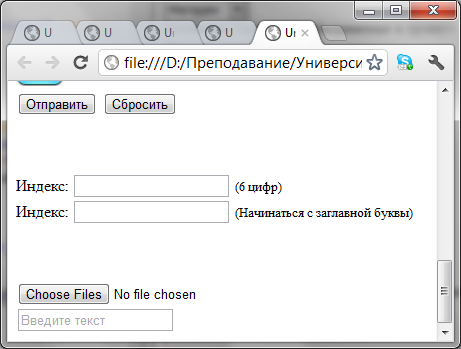 U U U U Ur
file:///D:/Преподавание/Универси
Отправить Сбросить
Индекс: (6 цифр)
Индекс: (Начинаться с заглавной буквы)
Choose Files No file chosen
Введите текст